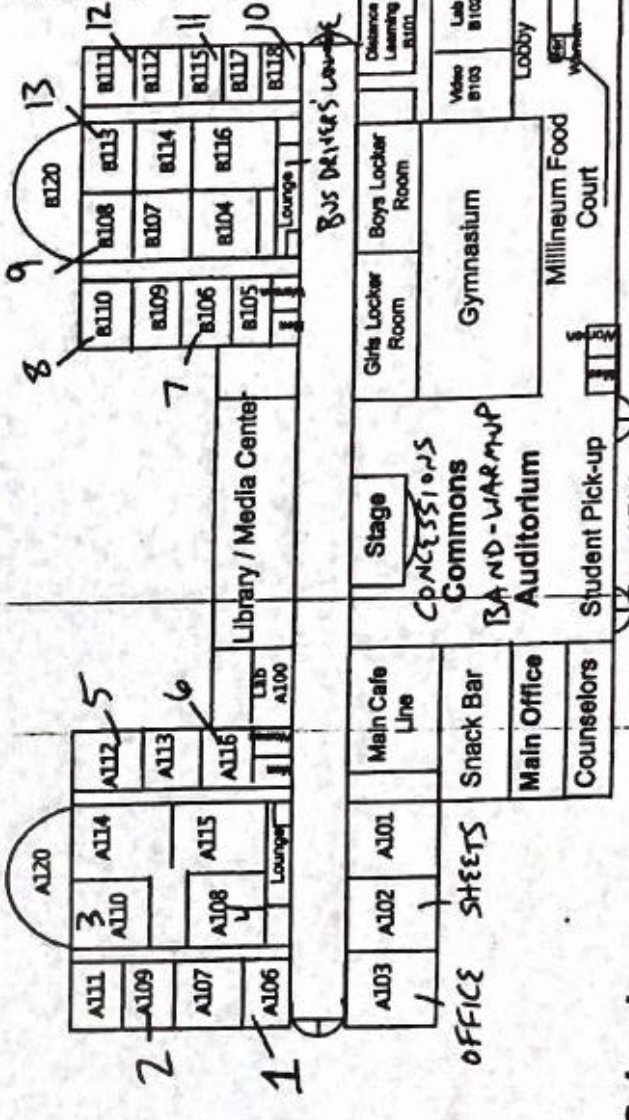 A120
B120
9
8
13
12
11
10
5
6
3
2
1
7
4
A111
A110
A114
A112
B110
B108
B113
B111
A109
A113
B109
B107
B114
B112
A107
A108
A115
A116
B106
B104
B116
B115
B117
A106
B105
B118
Lounge
Lab
A100
Library / Media Center
Lounge
BUS DRIVERS' LOUNGE
A103
A102
A101
Main Cafe
Line
Stage
Girls Locker
Room
Boys Locker
Room
Distance
Learning
B101
OFFICE SHEETS
CONCESSIONS
Commons
BAND-WARMUP
Auditorium
Student Pick-up
Snack Bar
Main Office
Counselors
Gymnasium
Video
B103
Lab
B102
Lobby
Millineum Food
Court